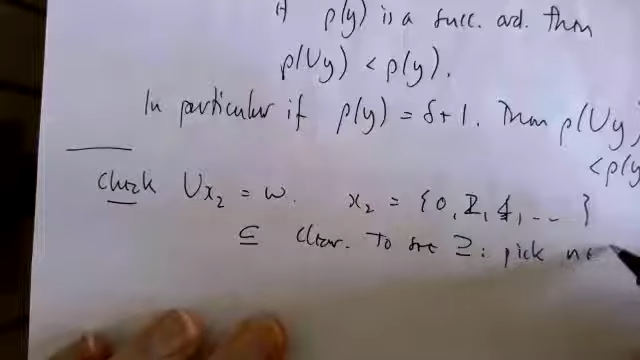 If ρ(y) is a succ. ord. then
ρ(∪y) < ρ(y).
In particular if ρ(y) = δ+1. Then ρ(∪y)
< ρ(y
Check ∪x₂ = ω. x₂ = {0, 2, 4, ... }
⊆ clear. To see ⊇: pick n∈